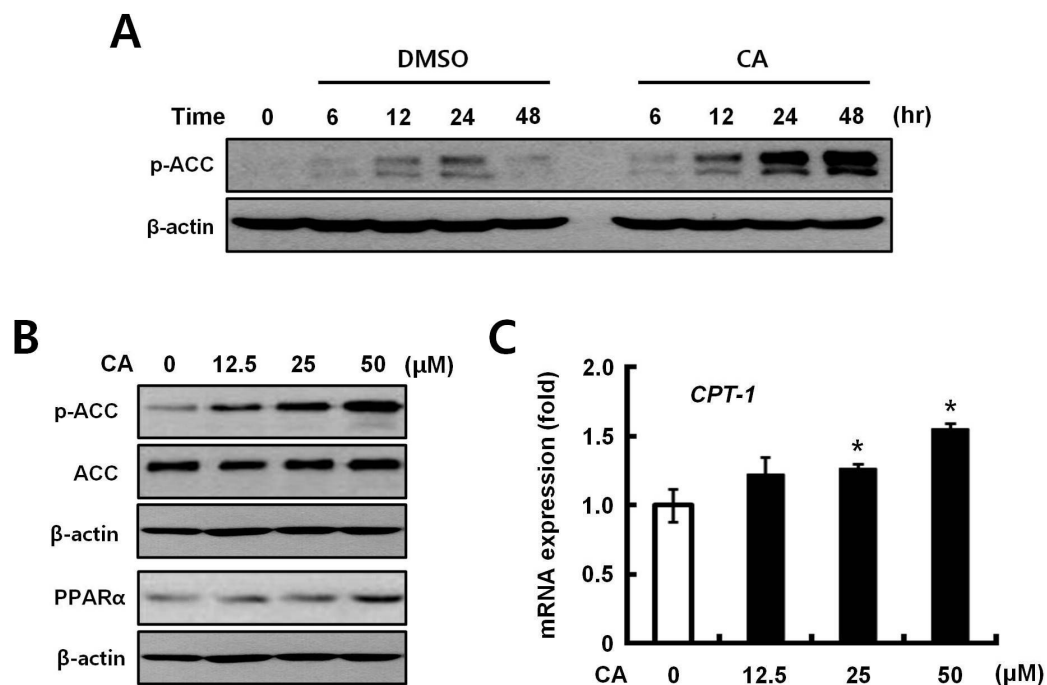 A
DMSO CA
Time 0 6 12 24 48 6 12 24 48 (hr)
p-ACC
β-actin
B
CA 0 12.5 25 50 (μM)
p-ACC
ACC
β-actin
PPARα
β-actin
C
mRNA expression (fold)
2.0
1.5
1.0
0.5
0
CPT-1
* *
CA 0 12.5 25 50 (μM)